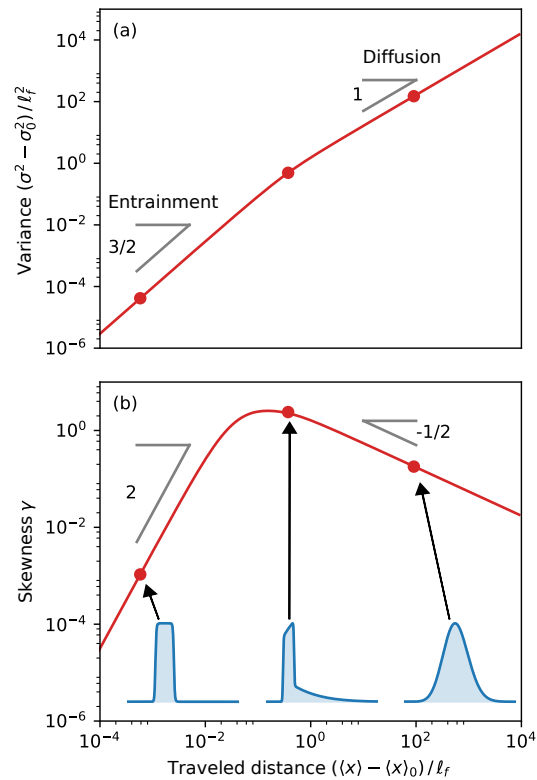 (a)
Variance (σ² − σ₀²)/ℓ_f²
10⁴
10²
10⁰
10⁻²
10⁻⁴
10⁻⁶
Diffusion
1
Entrainment
3/2
(b)
Skewness γ
10⁰
10⁻²
10⁻⁴
10⁻⁶
-1/2
2
10⁻⁴
10⁻²
10⁰
10²
10⁴
Traveled distance (⟨x⟩ − ⟨x⟩₀)/ℓ_f